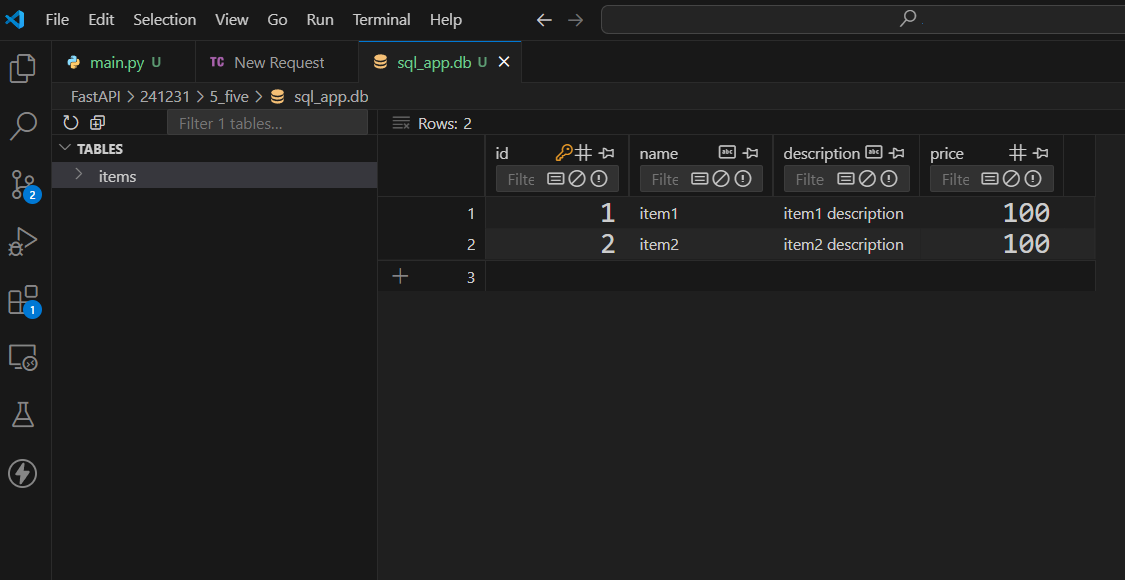 File Edit Selection View Go Run Terminal Help
main.py U TC New Request sql_app.db U
FastAPI > 241231 > 5_five > sql_app.db
Filter 1 tables... Rows: 2
TABLES
items
id name description price
Filte Filte Filte Filte
1 1 item1 item1 description 100
2 2 item2 item2 description 100
3
2
1